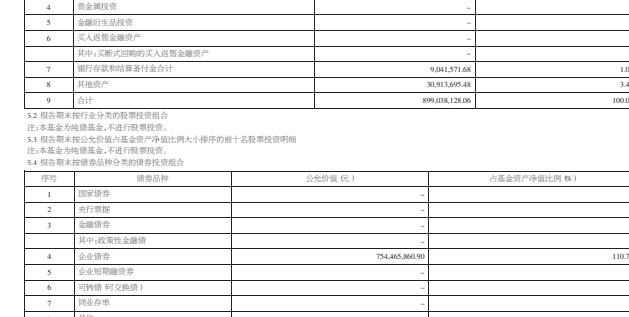 4 贵金属投资 –
5 金融衍生品投资 –
6 买入返售金融资产 –
其中:买断式回购的买入返售金融资产 –
7 银行存款和结算备付金合计 9,041,571.68 1.0
8 其他资产 30,913,695.48 3.4
9 合计 899,038,128.06 100.0
5.2 报告期末按行业分类的股票投资组合
注:本基金为纯债基金,不进行股票投资。
5.3 报告期末按公允价值占基金资产净值比例大小排序的前十名股票投资明细
注:本基金为纯债基金,不进行股票投资。
5.4 报告期末按债券品种分类的债券投资组合
序号 债券品种 公允价值(元) 占基金资产净值比例(%)
1 国家债券 –
2 央行票据 –
3 金融债券 –
其中:政策性金融债 –
4 企业债券 754,465,860.90 110.7
5 企业短期融资券 –
6 可转债(可交换债) –
7 同业存单 –